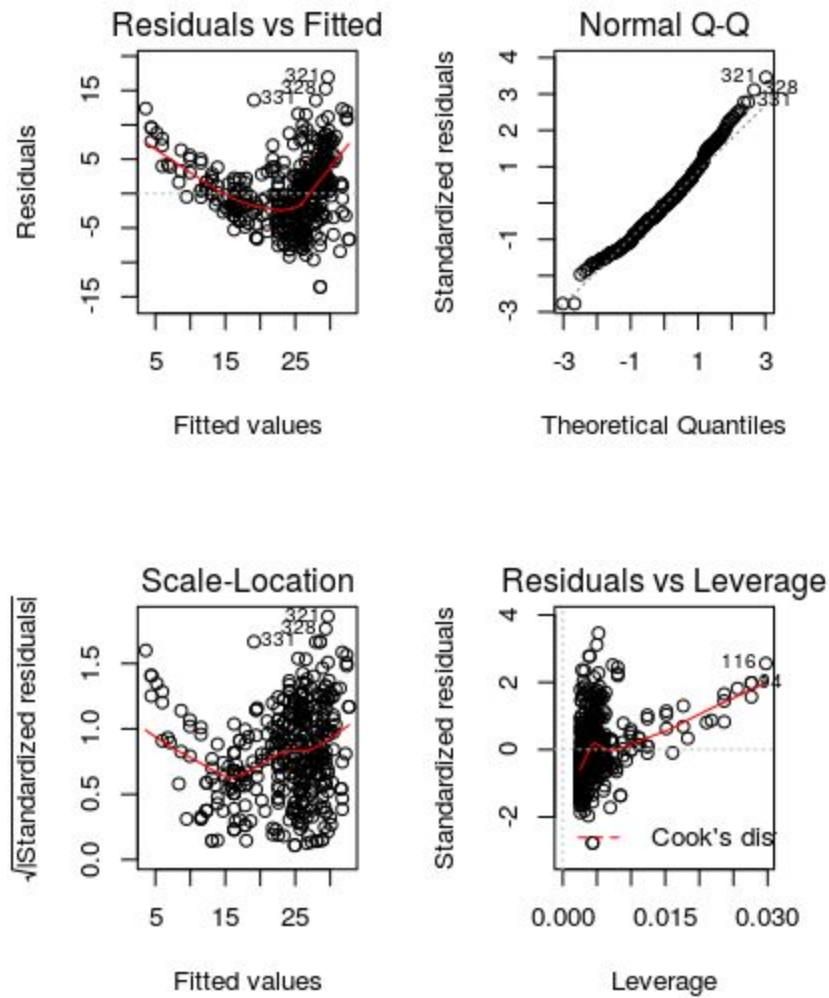 Residuals vs Fitted
Residuals
15
5
-5
-15
321
328
331
5 15 25
Fitted values
Normal Q-Q
Standardized residuals
4
3
1
-1
-3
321
328
331
-3 -1 1 3
Theoretical Quantiles
Scale-Location
√|Standardized residuals|
1.5
1.0
0.5
0.0
321
328
331
5 15 25
Fitted values
Residuals vs Leverage
Standardized residuals
4
2
0
-2
116
Cook's dis
0.000 0.015 0.030
Leverage